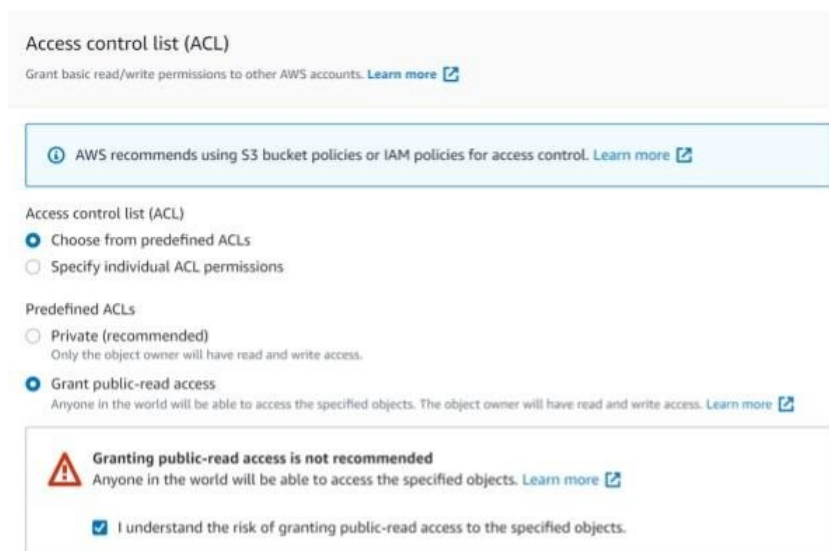 Access control list (ACL)
Grant basic read/write permissions to other AWS accounts. Learn more
AWS recommends using S3 bucket policies or IAM policies for access control. Learn more
Access control list (ACL)
Choose from predefined ACLs
Specify individual ACL permissions
Predefined ACLs
Private (recommended)
Only the object owner will have read and write access.
Grant public-read access
Anyone in the world will be able to access the specified objects. The object owner will have read and write access. Learn more
Granting public-read access is not recommended
Anyone in the world will be able to access the specified objects. Learn more
I understand the risk of granting public-read access to the specified objects.